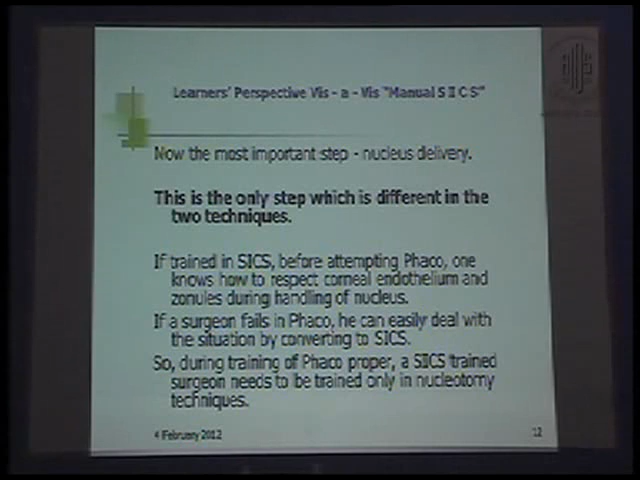 Learners' Perspective Vis - a - Vis "Manual S I C S"
Now the most important step - nucleus delivery.
This is the only step which is different in the
two techniques.
If trained in SICS, before attempting Phaco, one
knows how to respect corneal endothelium and
zonules during handling of nucleus.
If a surgeon fails in Phaco, he can easily deal with
the situation by converting to SICS.
So, during training of Phaco proper, a SICS trained
surgeon needs to be trained only in nucleotomy
techniques.
4 February 2012
12